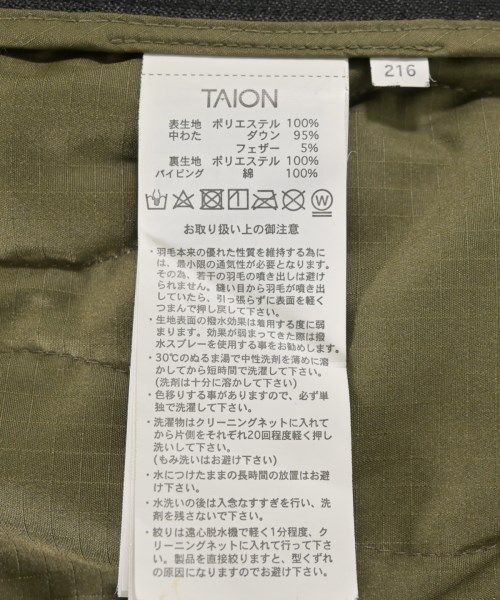 216
TAION
表生地 ポリエステル 100%
中わた ダウン 95%
フェザー 5%
裏生地 ポリエステル 100%
パイピング 綿 100%
W
お取り扱い上の御注意
・羽毛本来の優れた性質を維持する為に
は、最小限の通気性が必要となります。
その為、若干の羽毛の噴き出しは避け
られません。縫い目から羽毛が噴き出
していたら、引っ張らずに表面を軽く
つまんで押し戻して下さい。
・生地表面の撥水効果は着用する度に弱
まります。効果が弱まってきた際は撥
水スプレーを使用する事をお勧めします。
・30℃のぬるま湯で中性洗剤を薄めに溶
かしてから短時間で洗濯して下さい。
(洗剤は十分に溶かして下さい)
・色移りする事がありますので、必ず単
独で洗濯して下さい。
・洗濯物はクリーニングネットに入れて
から片側をそれぞれ20回程度軽く押し
洗いして下さい。
(もみ洗いはお避け下さい)
・水につけたままの長時間の放置はお避け
下さい。
・水洗いの後は入念なすすぎを行い、洗
剤を残さないで下さい。
・絞りは遠心脱水機で軽く1分程度、ク
リーニングネットに入れて行って下さ
い。製品を直接絞りますと、型くずれ
の原因になりますのでお避け下さい。